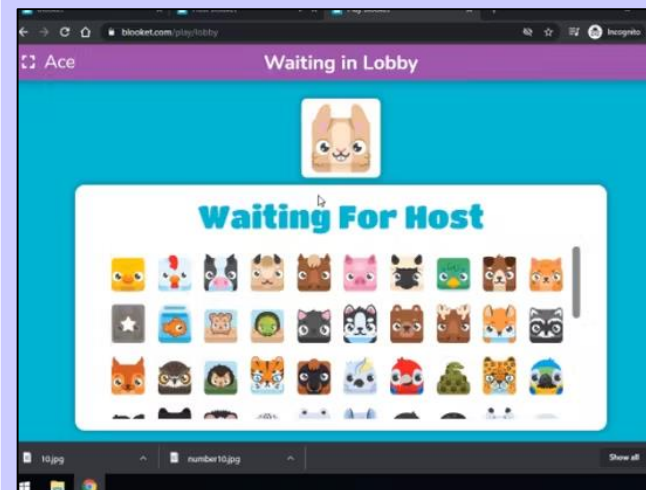 blooket.com/play/lobby
Incognito
Ace
Waiting in Lobby
Waiting For Host
10.jpg
number10.jpg
Show all